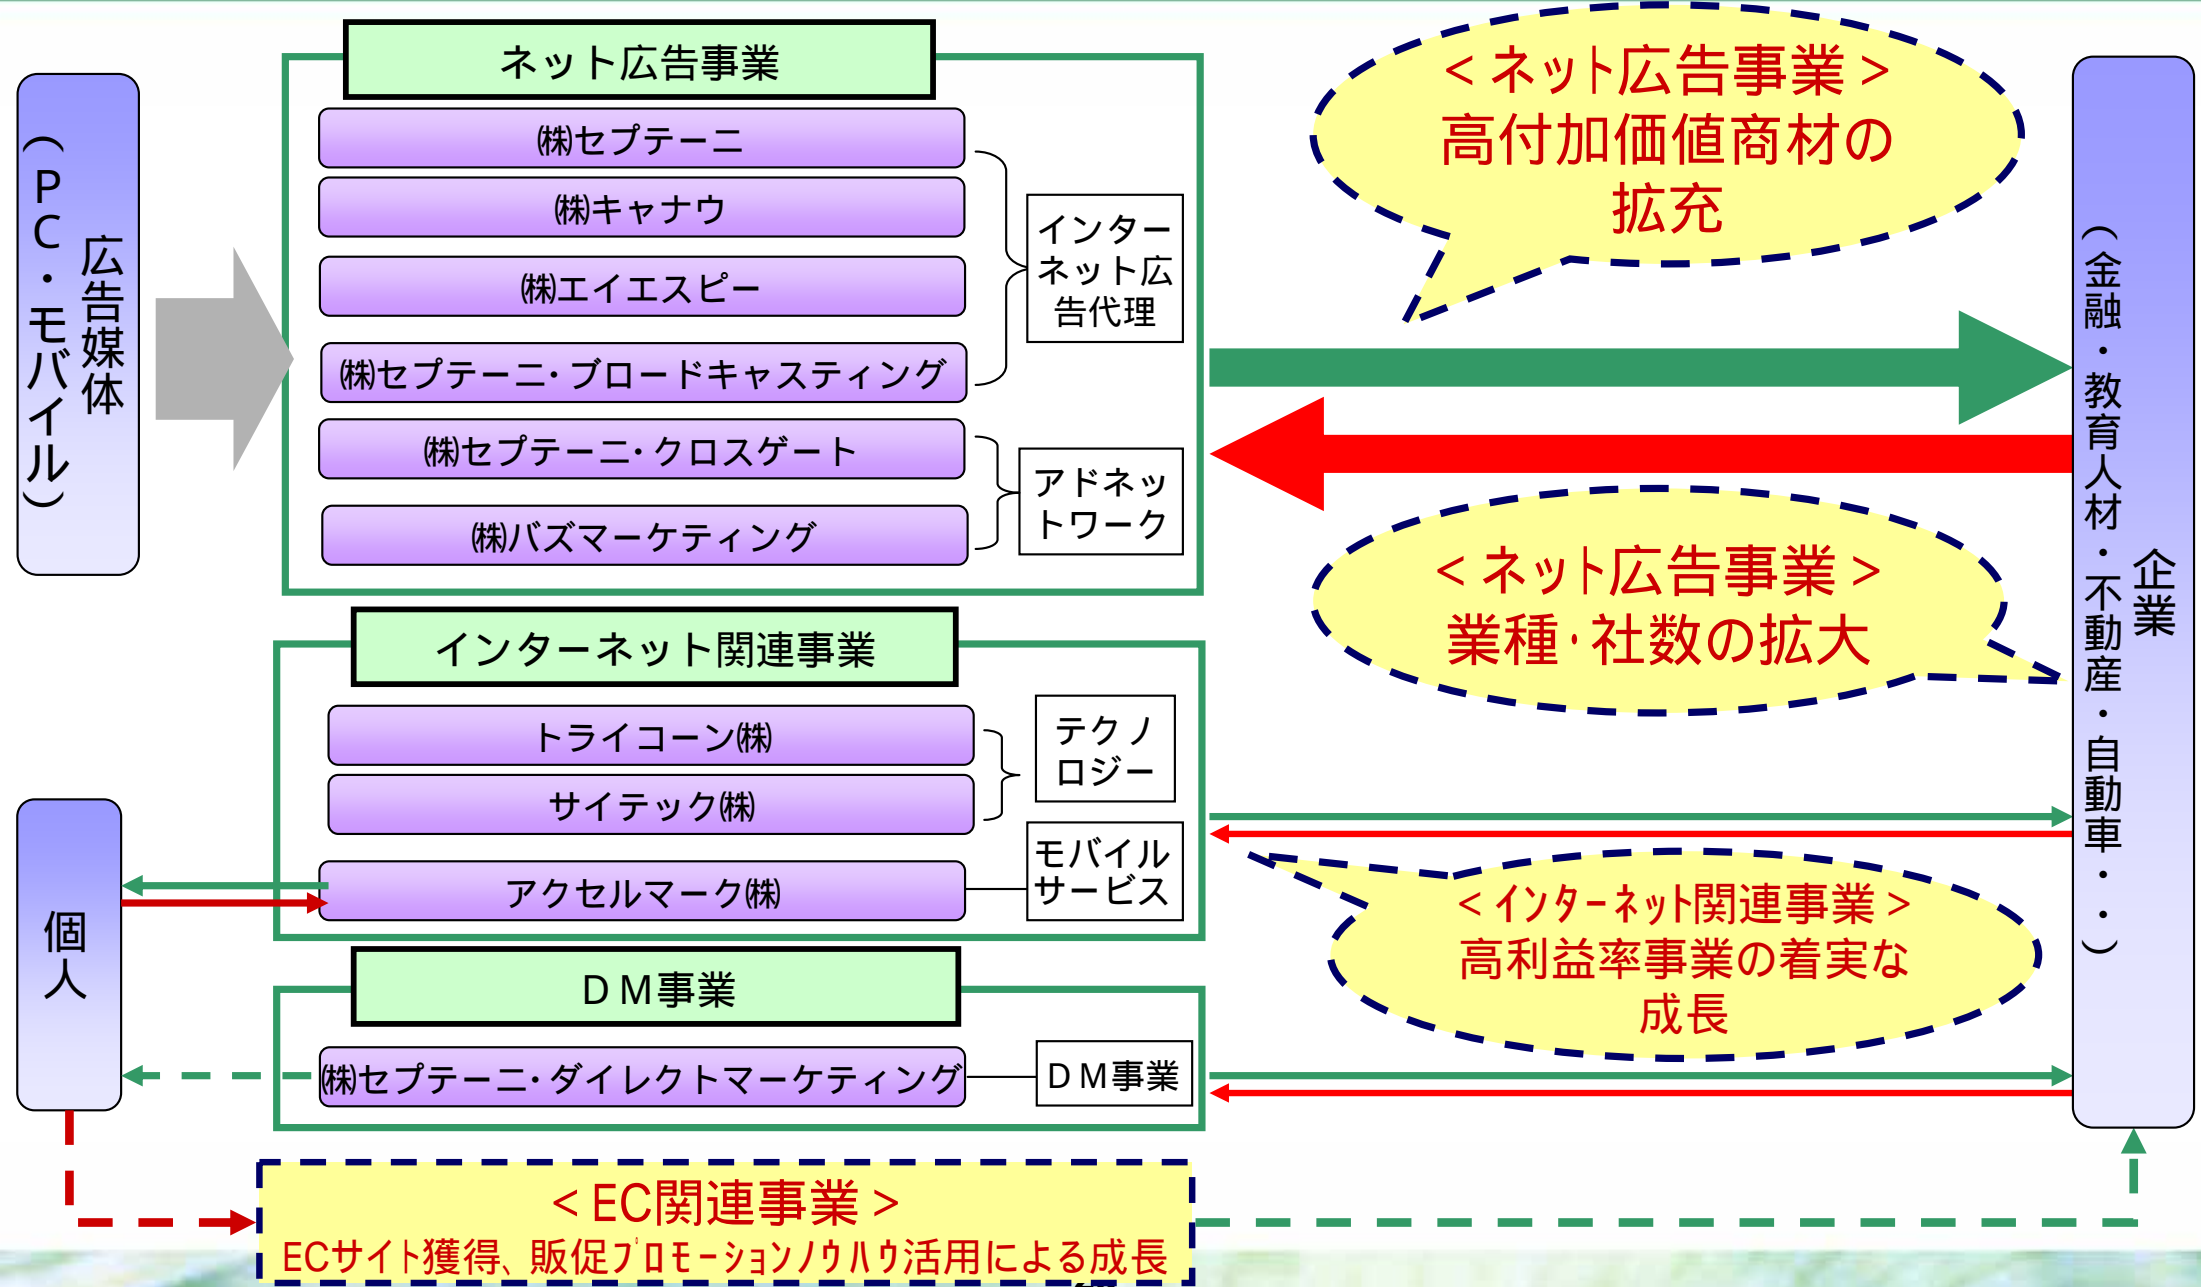 広告媒体
（ＰＣ・モバイル）
個人
ネット広告事業
㈱セプテーニ
㈱キャナウ
㈱エイエスピー
㈱セプテーニ・ブロードキャスティング
インター
ネット広
告代理
㈱セプテーニ・クロスゲート
㈱バズマーケティング
アドネッ
トワーク
インターネット関連事業
トライコーン㈱
サイテック㈱
テクノ
ロジー
アクセルマーク㈱
モバイル
サービス
ＤＭ事業
㈱セプテーニ・ダイレクトマーケティング
ＤＭ事業
＜EC関連事業＞
ECサイト獲得、販促ﾌﾟﾛﾓｰｼｮﾝﾉｳﾊｳ活用による成長
＜ネット広告事業＞
高付加価値商材の
拡充
＜ネット広告事業＞
業種・社数の拡大
＜ｲﾝﾀｰﾈｯﾄ関連事業＞
高利益率事業の着実な
成長
企業
（金融・教育人材・不動産・自動車・・・）